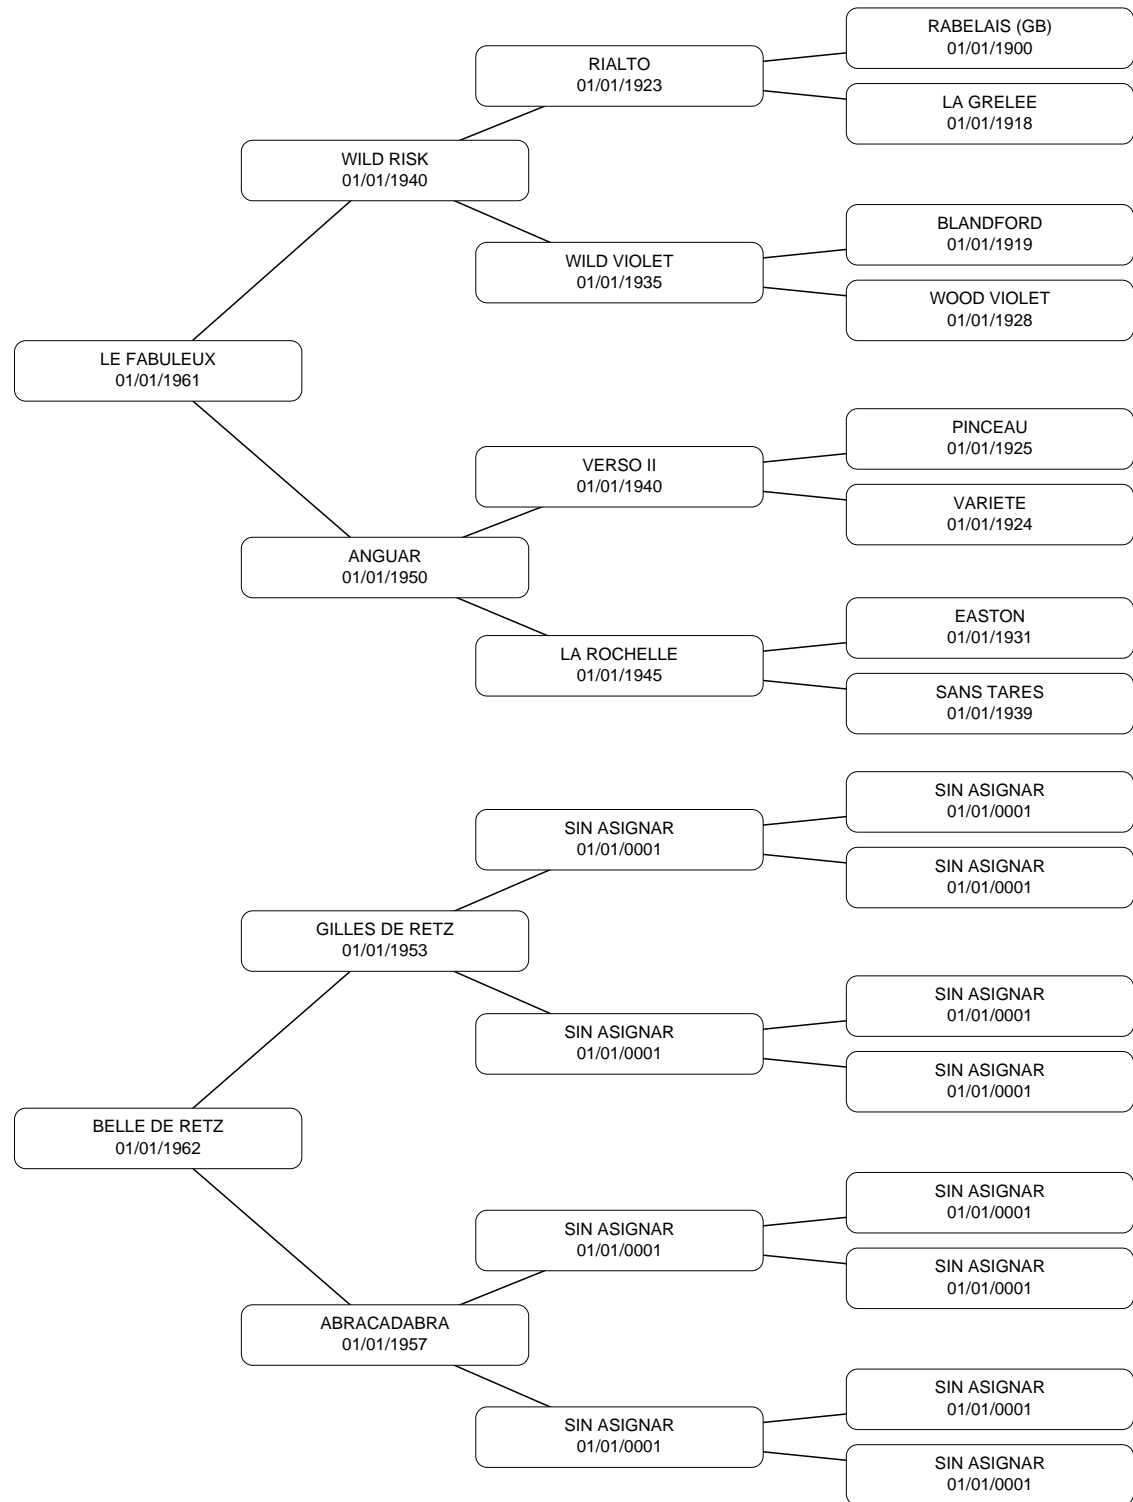 RABELAIS (GB)
01/01/1900
RIALTO
01/01/1923
LA GRELEE
01/01/1918
WILD RISK
01/01/1940
BLANDFORD
01/01/1919
WILD VIOLET
01/01/1935
WOOD VIOLET
01/01/1928
LE FABULEUX
01/01/1961
PINCEAU
01/01/1925
VERSO II
01/01/1940
VARIETE
01/01/1924
ANGUAR
01/01/1950
EASTON
01/01/1931
LA ROCHELLE
01/01/1945
SANS TARES
01/01/1939
SIN ASIGNAR
01/01/0001
SIN ASIGNAR
01/01/0001
SIN ASIGNAR
01/01/0001
GILLES DE RETZ
01/01/1953
SIN ASIGNAR
01/01/0001
SIN ASIGNAR
01/01/0001
SIN ASIGNAR
01/01/0001
BELLE DE RETZ
01/01/1962
SIN ASIGNAR
01/01/0001
SIN ASIGNAR
01/01/0001
SIN ASIGNAR
01/01/0001
ABRACADABRA
01/01/1957
SIN ASIGNAR
01/01/0001
SIN ASIGNAR
01/01/0001
SIN ASIGNAR
01/01/0001